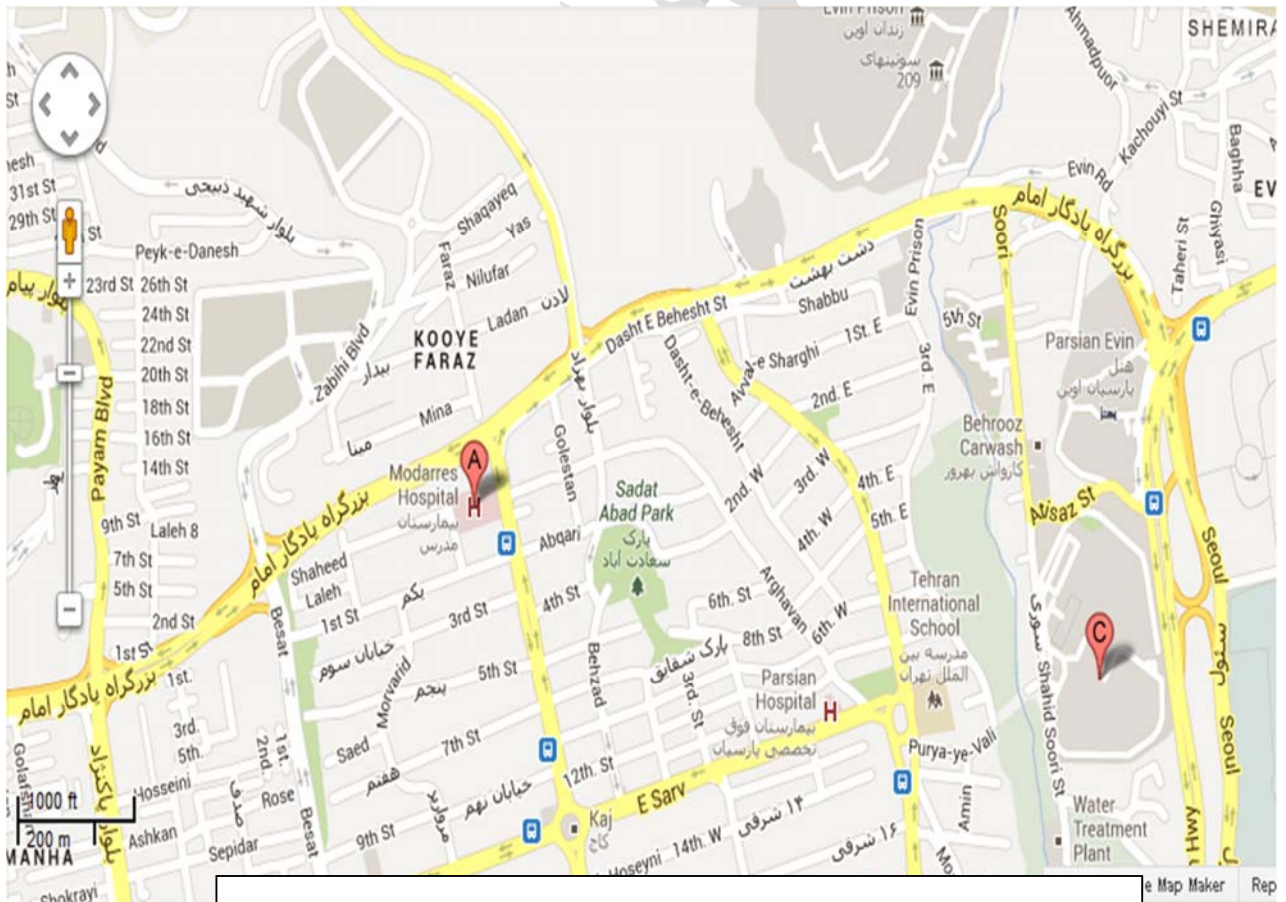 Evin Prison
زندان اوین
سوئیتهای
209
SHEMIRA
Ahmadpuor
Kachouyi St
Baghha
Evin Rd
EV
Ghiyasi
Taheri St
St
31st St
29th St
بلوار شهید ذبیحی
Peyk-e-Danesh
Shaqayeq
Yas
Faraz
Nilufar
Ladan لادن
بزرگراه یادگار امام
Soori
دشت بهشت
Shabbu
Evin Prison
بلوار پیام
23rd St
26th St
24th St
22nd St
20th St
18th St
16th St
14th St
Payam Blvd
Zabihi Blvd
بیدار
KOOYE
FARAZ
Mina
مینا
Dasht E Behesht St
بلوار بهزاد
Dasht-e-Behesht
Avval-e Sharghi
1St. E
2nd. E
3rd. E
5th St
Parsian Evin
هتل
پارسیان اوین
Behrooz
Carwash
کارواش بهروز
Golestan
A
Modarres
Hospital
بیمارستان
مدرس
H
Sadat
Abad Park
پارک
سعادت آباد
2nd. W
3rd. W
4th. W
4th. E
5th. E
Atisaz St
Seoul
9th St
Laleh 8
7th St
5th St
2nd St
1st St
بزرگراه یادگار امام
Shaheed
Laleh
1st St
یکم
Abqari
3rd St
4th St
خیابان سوم
5th St
پنجم
Besat
Morvarid
Behzad
6th. St
8th St
پارک شقایق
3rd. St
Arghavan
6th. W
Tehran
International
School
مدرسه بین
الملل تهران
سوری
Shahid Soori St
C
سئول
Seoul
Parsian
Hospital
بیمارستان فوق
تخصصی پارسیان
H
Purya-ye-Vali
بزرگراه یادگار امام
1st.
3rd.
5th.
2nd.
1st.
Hosseini
صدف
Rose
Besat
Saed
7th St
هفتم
خیابان نهم
مروارید
9th St
12th. St
E Sarv
Kaj
کاج
Hoseyni
14th. W
۱۴ شرقی
۱۶ شرقی
Amin
Water
Treatment
Plant
Hwy
بلوار پاکنژاد
1000 ft
200 m
MANHA
Ashkan
Sepidar
Shokrayi
e Map Maker
Rep